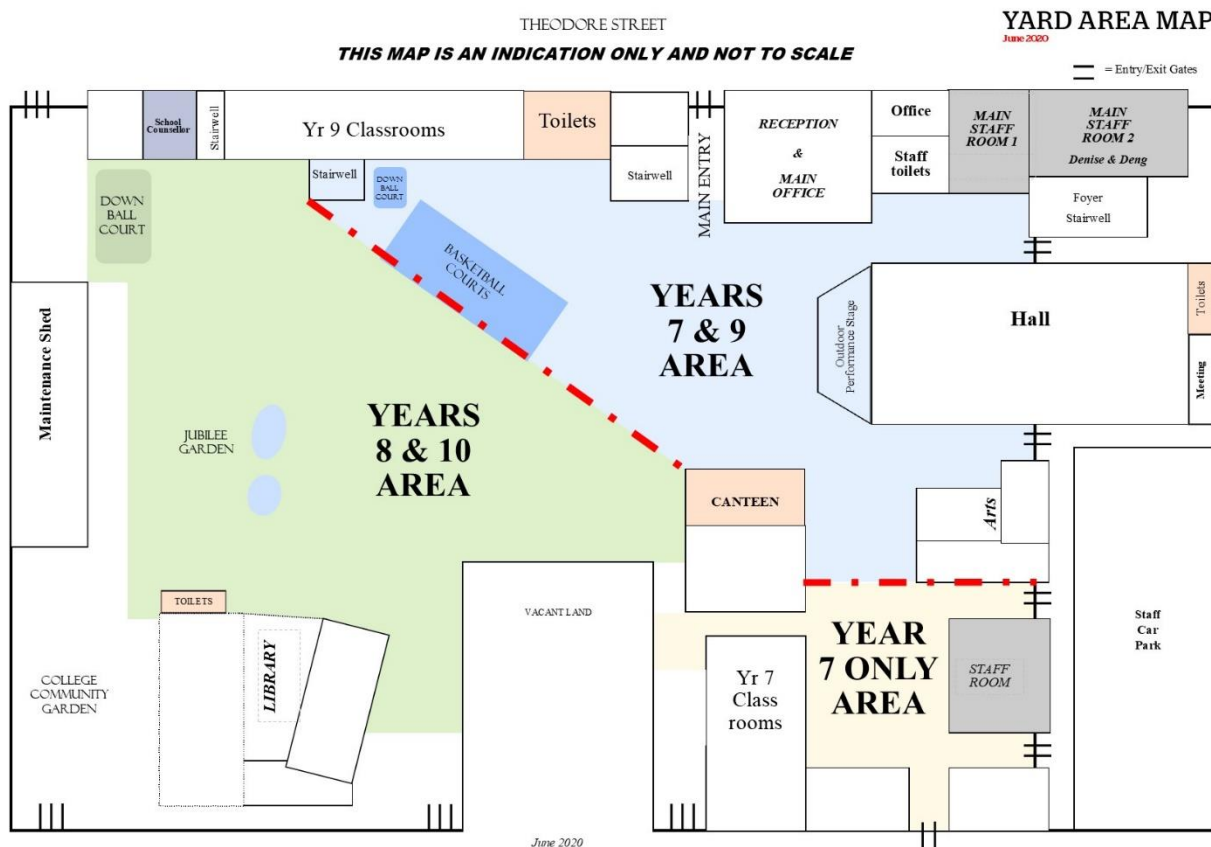 THEODORE STREET
YARD AREA MAP
June 2020
THIS MAP IS AN INDICATION ONLY AND NOT TO SCALE
= Entry/Exit Gates
School
Counsellor
Stairwell
Yr 9 Classrooms
Toilets
Stairwell
Stairwell
DOWN
BALL
COURT
DOWN
BALL
COURT
MAIN ENTRY
RECEPTION
&
MAIN
OFFICE
Office
Staff
toilets
MAIN
STAFF
ROOM 1
MAIN
STAFF
ROOM 2
Denise & Deng
Foyer
Stairwell
BASKETBALL
COURTS
YEARS
7 & 9
AREA
Outdoor
Performance Stage
Hall
Toilets
Meeting
Maintenance Shed
JUBILEE
GARDEN
YEARS
8 & 10
AREA
CANTEEN
Arts
TOILETS
LIBRARY
COLLEGE
COMMUNITY
GARDEN
VACANT LAND
Yr 7
Class
rooms
YEAR
7 ONLY
AREA
STAFF
ROOM
Staff
Car
Park
June 2020